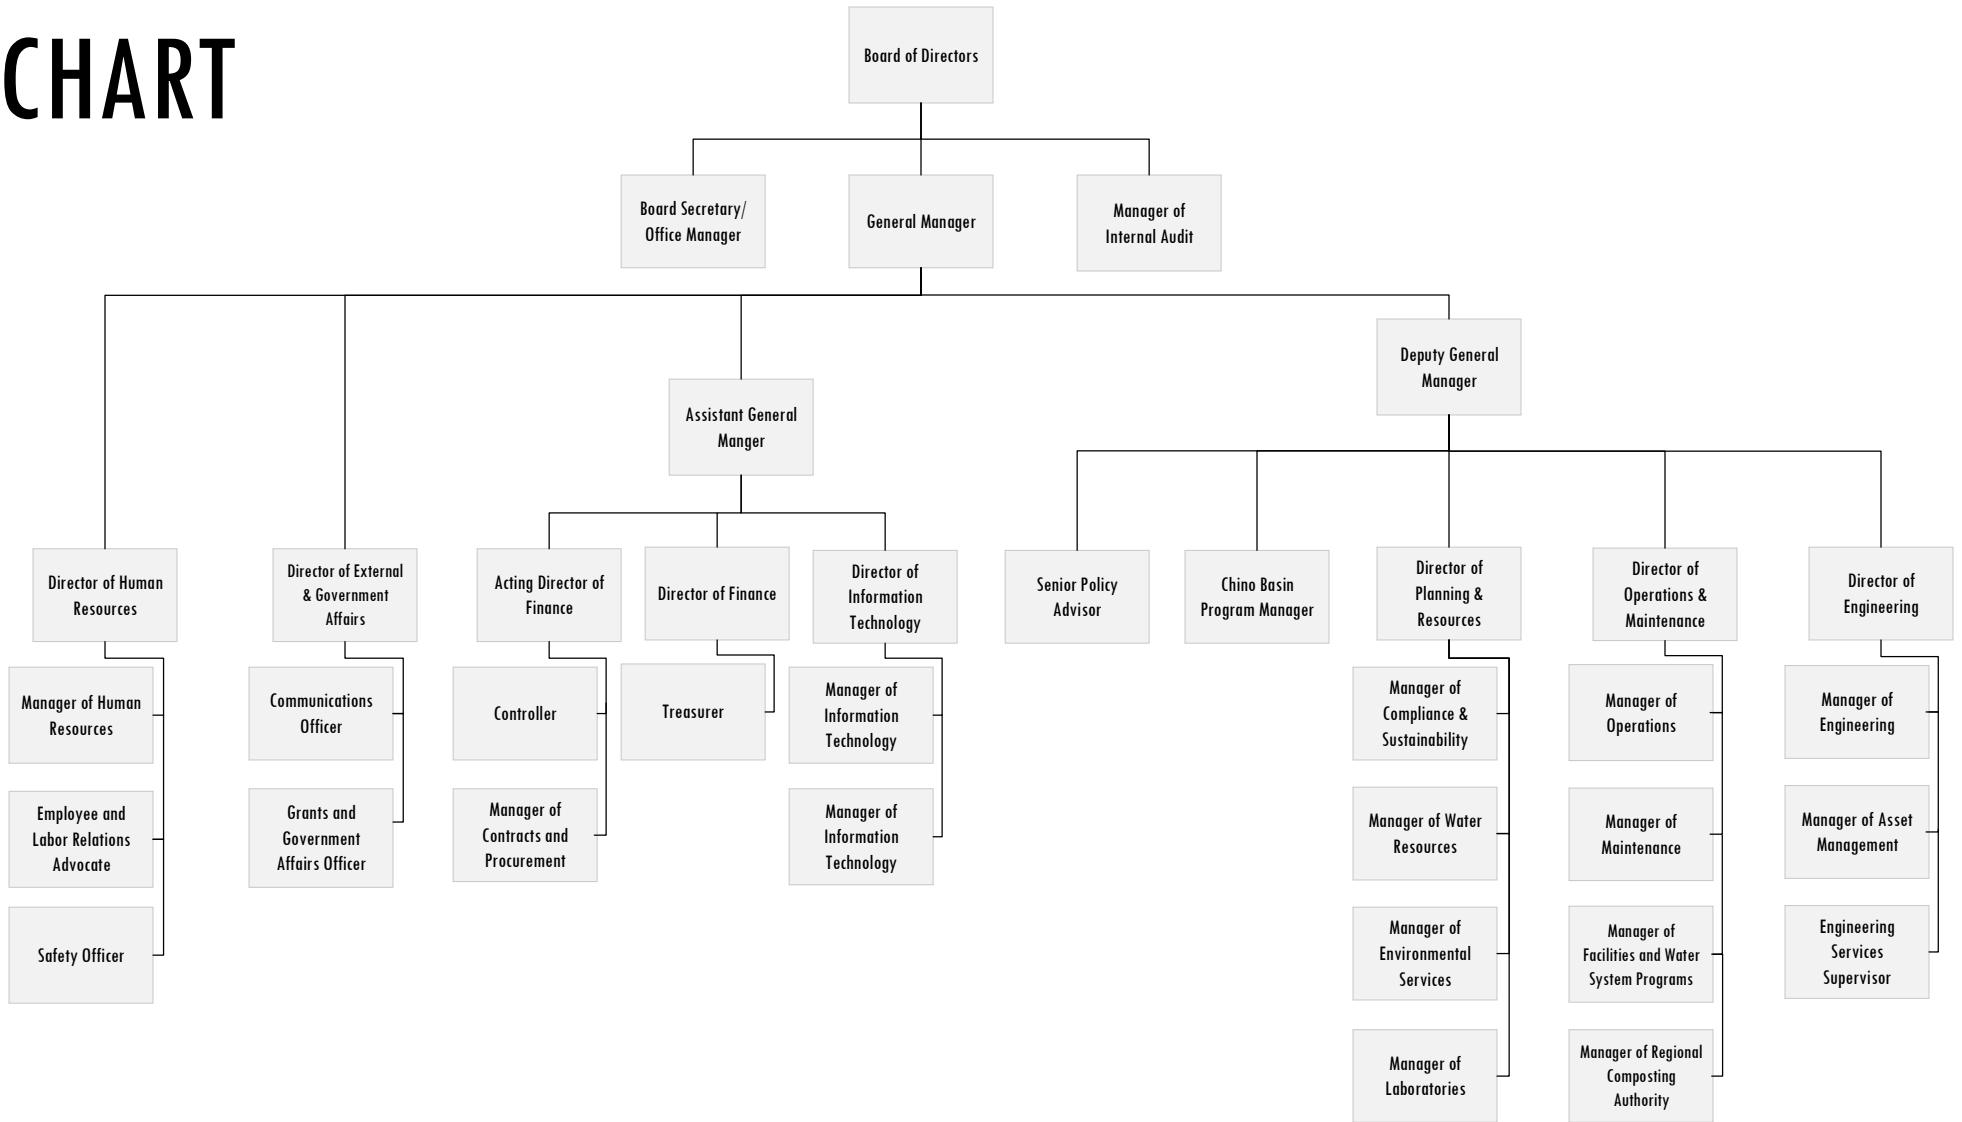 CHART
Board of Directors
Board Secretary/
Office Manager
General Manager
Manager of
Internal Audit
Deputy General
Manager
Assistant General
Manger
Director of Human
Resources
Director of External
& Government
Affairs
Acting Director of
Finance
Director of Finance
Director of
Information
Technology
Senior Policy
Advisor
Chino Basin
Program Manager
Director of
Planning &
Resources
Director of
Operations &
Maintenance
Director of
Engineering
Manager of Human
Resources
Communications
Officer
Controller
Treasurer
Manager of
Information
Technology
Manager of
Compliance &
Sustainability
Manager of
Operations
Manager of
Engineering
Employee and
Labor Relations
Advocate
Grants and
Government
Affairs Officer
Manager of
Contracts and
Procurement
Manager of
Information
Technology
Manager of Water
Resources
Manager of
Maintenance
Manager of Asset
Management
Safety Officer
Manager of
Environmental
Services
Manager of
Facilities and Water
System Programs
Engineering
Services
Supervisor
Manager of
Laboratories
Manager of Regional
Composting
Authority